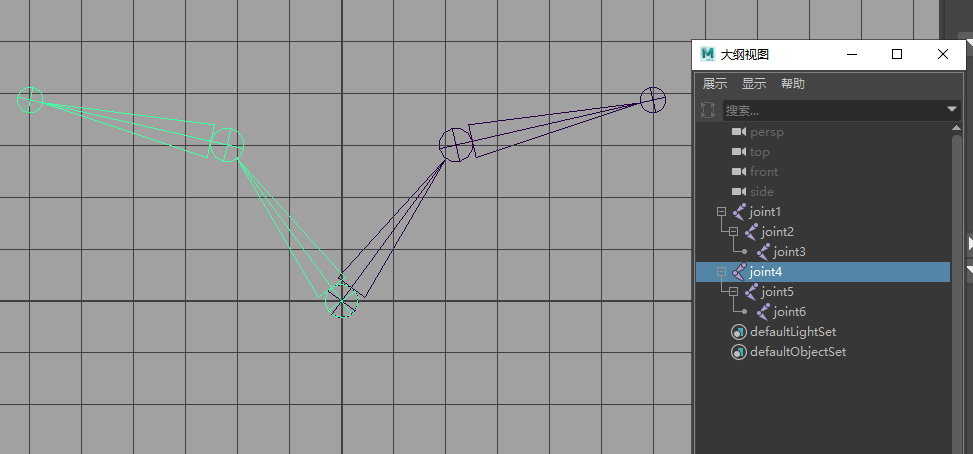 M 大纲视图
展示 显示 帮助
搜索...
persp
top
front
side
joint1
joint2
joint3
joint4
joint5
joint6
defaultLightSet
defaultObjectSet